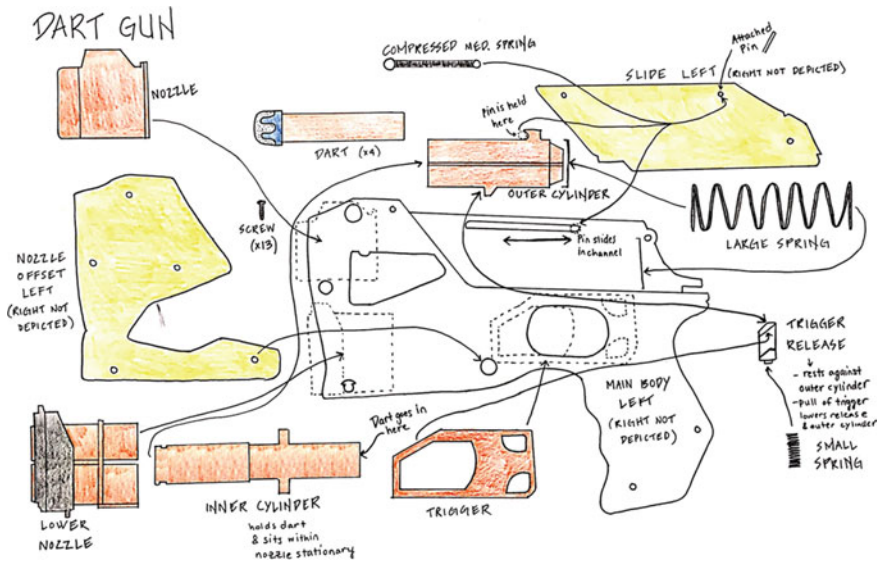 DART GUN
NOZZLE
COMPRESSED MED. SPRING
Attached
Pin
SLIDE LEFT (RIGHT NOT DEPICTED)
DART (x4)
Pin is held
here
OUTER CYLINDER
SCREW
(x13)
LARGE SPRING
Pin slides
in channel
NOZZLE
OFFSET
LEFT
(RIGHT NOT
DEPICTED)
TRIGGER
RELEASE
- rests against
outer cylinder
- pull of trigger
lowers release
& outer cylinder
MAIN BODY
LEFT
(RIGHT NOT
DEPICTED)
SMALL
SPRING
Dart goes in
here
LOWER
NOZZLE
INNER CYLINDER
holds dart
& sits within
nozzle stationary
TRIGGER